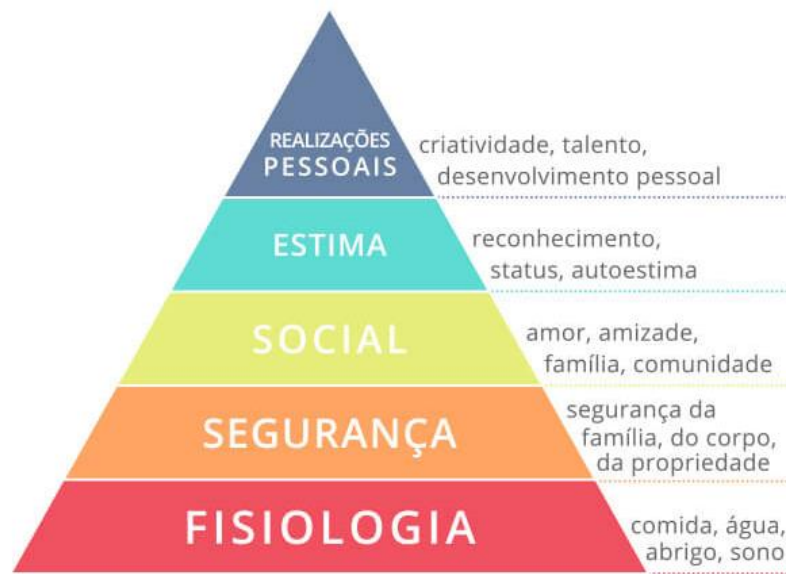 REALIZAÇÕES
PESSOAIS
criatividade, talento,
desenvolvimento pessoal
ESTIMA
reconhecimento,
status, autoestima
SOCIAL
amor, amizade,
família, comunidade
SEGURANÇA
segurança da
família, do corpo,
da propriedade
FISIOLOGIA
comida, água,
abrigo, sono